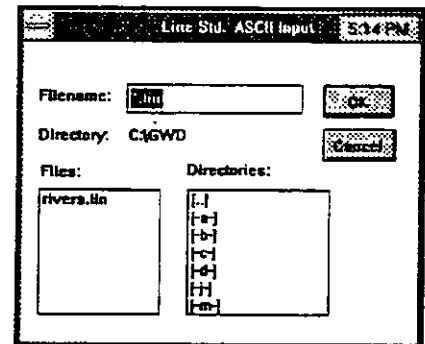 Line Std. ASCII Input 5:14 PM
Filename: *.lin OK
Directory: C:\GWD Cancel
Files: Directories:
rivers.lin [..]
[-a-]
[-b-]
[-c-]
[-d-]
[-m-]